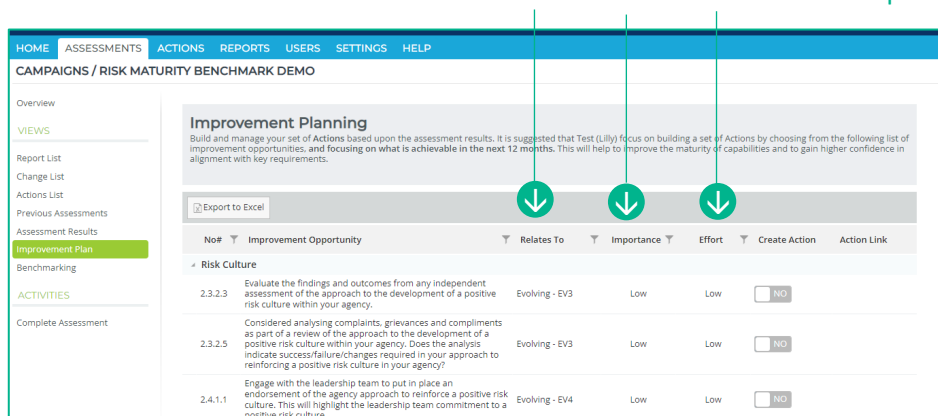 HOME ASSESSMENTS ACTIONS REPORTS USERS SETTINGS HELP
CAMPAIGNS / RISK MATURITY BENCHMARK DEMO
Overview
VIEWS
Report List
Change List
Actions List
Previous Assessments
Assessment Results
Improvement Plan
Benchmarking
ACTIVITIES
Complete Assessment
Improvement Planning
Build and manage your set of Actions based upon the assessment results. It is suggested that Test (Lilly) focus on building a set of Actions by choosing from the following list of
improvement opportunities, and focusing on what is achievable in the next 12 months. This will help to improve the maturity of capabilities and to gain higher confidence in
alignment with key requirements.
Export to Excel
No# Improvement Opportunity Relates To Importance Effort Create Action Action Link
Risk Culture
Evaluate the findings and outcomes from any independent
2.3.2.3 assessment of the approach to the development of a positive Evolving - EV3 Low Low NO
risk culture within your agency.
Considered analysing complaints, grievances and compliments
as part of a review of the approach to the development of a
2.3.2.5 positive risk culture within your agency. Does the analysis Evolving - EV3 Low Low NO
indicate success/failure/changes required in your approach to
reinforcing a positive risk culture in your agency?
Engage with the leadership team to put in place an
endorsement of the agency approach to reinforce a positive risk
2.4.1.1 culture. This will highlight the leadership team commitment to a Evolving - EV4 Low Low NO
positive risk culture